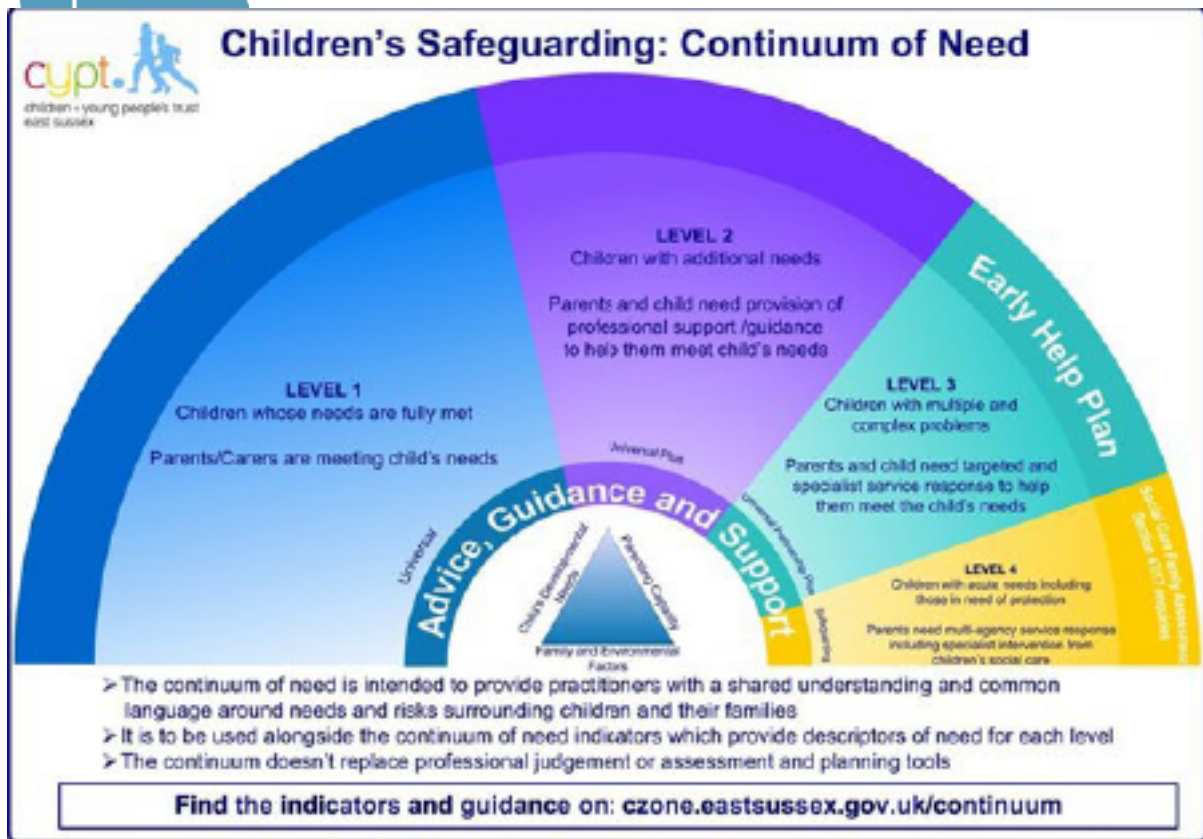 Children's Safeguarding: Continuum of Need
cypt.
children + young people's trust
east sussex
LEVEL 1
Children whose needs are fully met
Parents/Carers are meeting child's needs
LEVEL 2
Children with additional needs
Parents and child need provision of
professional support /guidance
to help them meet child's needs
Early Help Plan
LEVEL 3
Children with multiple and
complex problems
Parents and child need targeted and
specialist service response to help
them meet the child's needs
LEVEL 4
Children with acute needs including
those in need of protection
Parents need multi-agency service response
including specialist intervention from
children's social care
Social Care
Section
Universal
Universal Plus
Universal Partnership Plus
Safeguarding
Advice, Guidance and Support
Child's Developmental
Needs
Parenting Capacity
Family and Environmental
Factors
➢ The continuum of need is intended to provide practitioners with a shared understanding and common
language around needs and risks surrounding children and their families
➢ It is to be used alongside the continuum of need indicators which provide descriptors of need for each level
➢ The continuum doesn't replace professional judgement or assessment and planning tools
Find the indicators and guidance on: czone.eastsussex.gov.uk/continuum